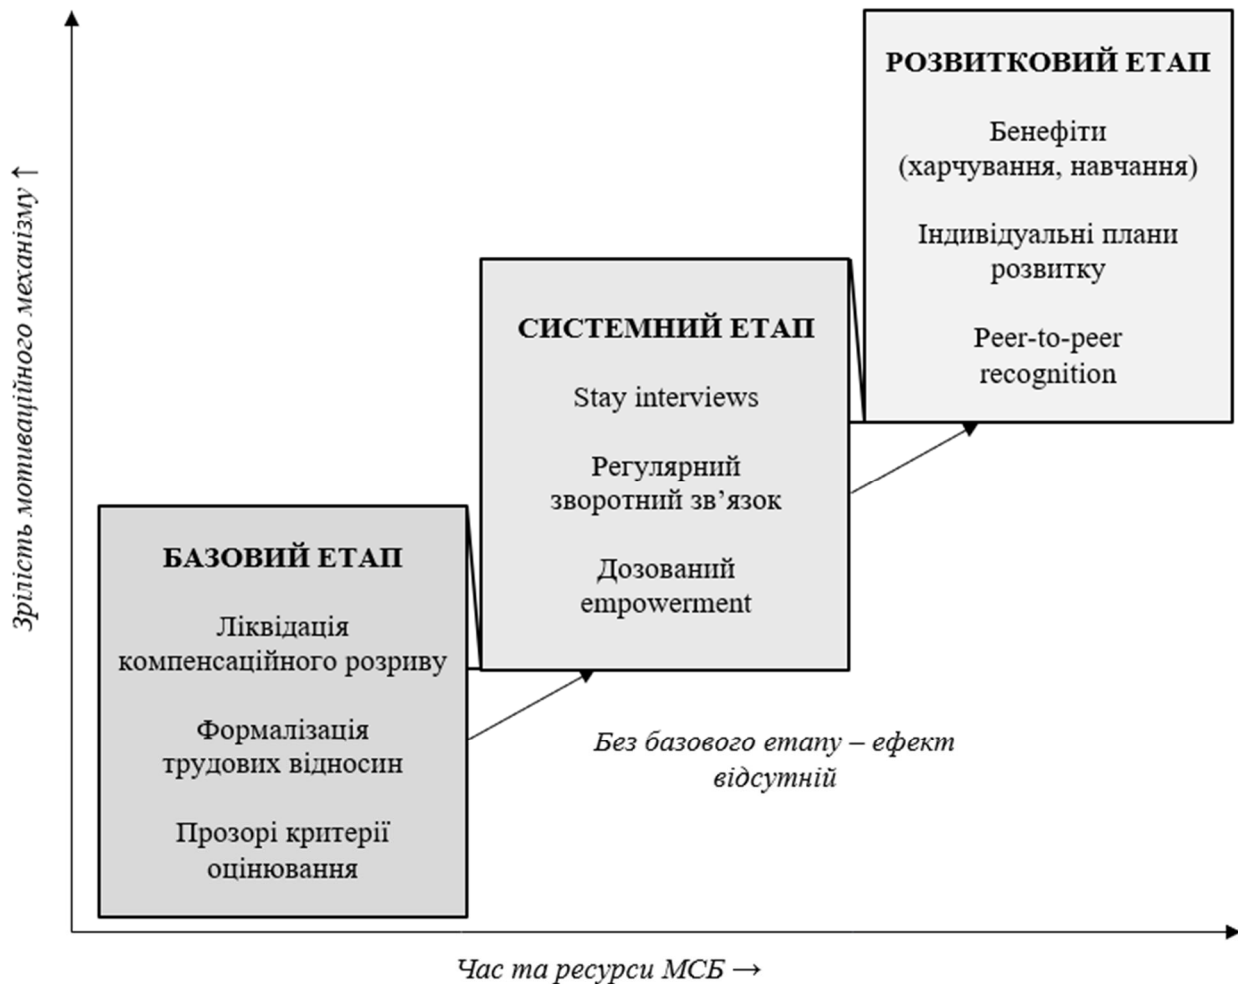 Зрілість мотиваційного механізму ↑
РОЗВИТКОВИЙ ЕТАП
Бенефіти
(харчування, навчання)
Індивідуальні плани
розвитку
Peer-to-peer
recognition
СИСТЕМНИЙ ЕТАП
Stay interviews
Регулярний
зворотний зв’язок
Дозований
empowerment
БАЗОВИЙ ЕТАП
Ліквідація
компенсаційного розриву
Формалізація
трудових відносин
Прозорі критерії
оцінювання
Без базового етапу – ефект
відсутній
Час та ресурси МСБ →